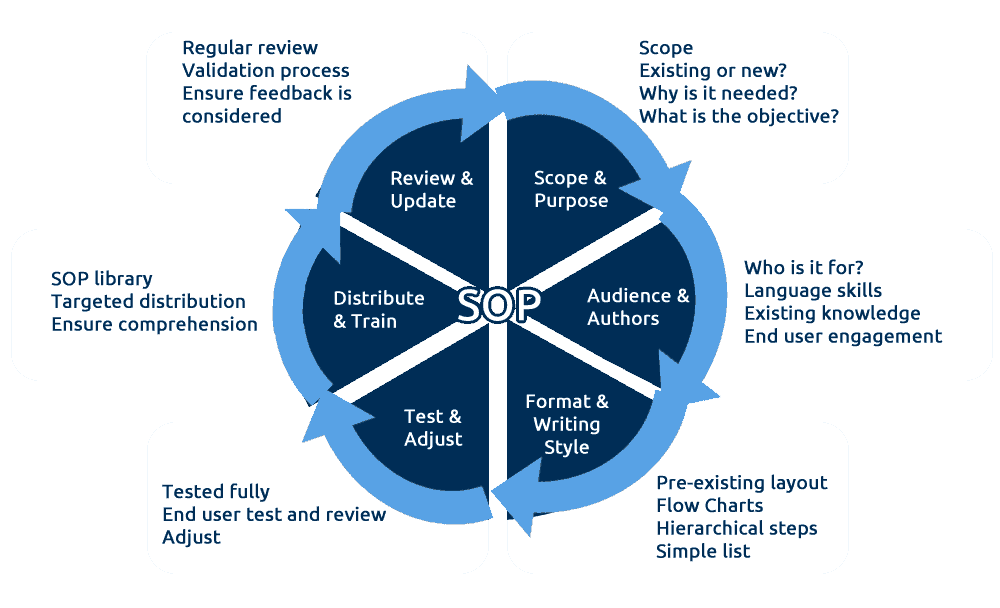 Regular review
Validation process
Ensure feedback is
considered
Scope
Existing or new?
Why is it needed?
What is the objective?
Review &
Update
Scope &
Purpose
SOP library
Targeted distribution
Ensure comprehension
Distribute
& Train
SOP
Audience &
Authors
Who is it for?
Language skills
Existing knowledge
End user engagement
Test &
Adjust
Format &
Writing
Style
Tested fully
End user test and review
Adjust
Pre-existing layout
Flow Charts
Hierarchical steps
Simple list